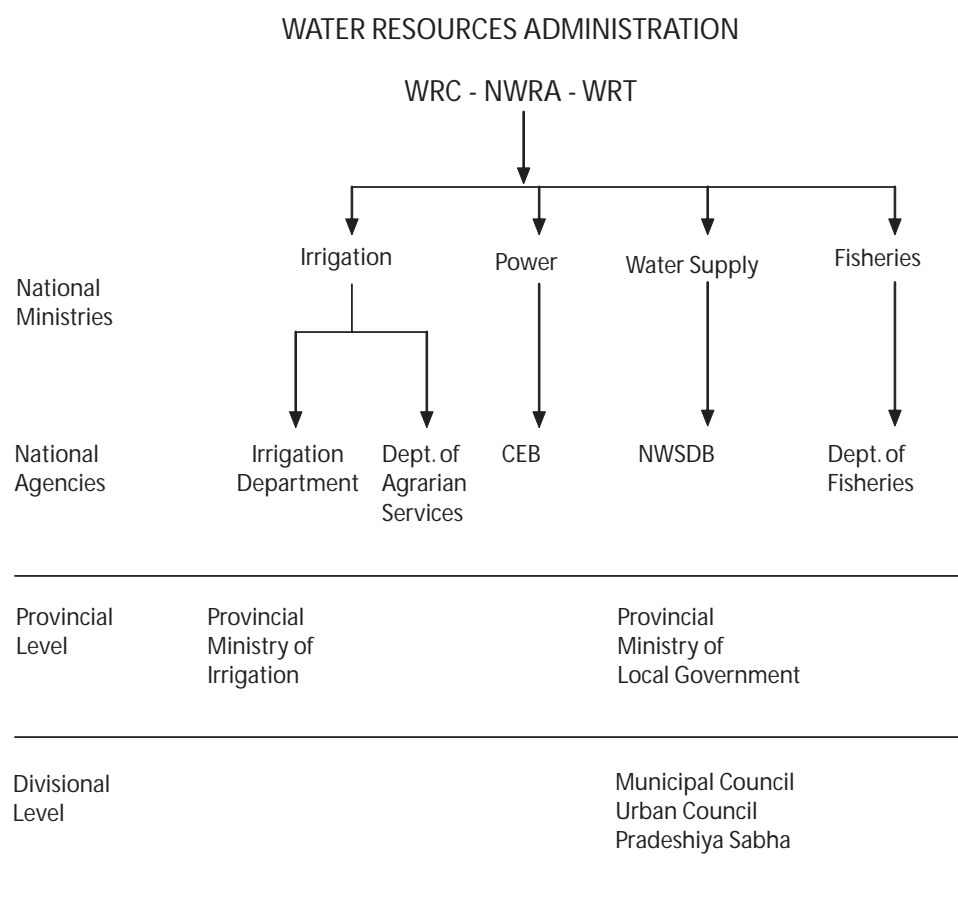 WATER RESOURCES ADMINISTRATION
WRC - NWRA - WRT
Irrigation
Power
Water Supply
Fisheries
National
Ministries
National
Agencies
Irrigation
Department
Dept. of
Agrarian
Services
CEB
NWSDB
Dept. of
Fisheries
Provincial
Level
Provincial
Ministry of
Irrigation
Provincial
Ministry of
Local Government
Divisional
Level
Municipal Council
Urban Council
Pradeshiya Sabha